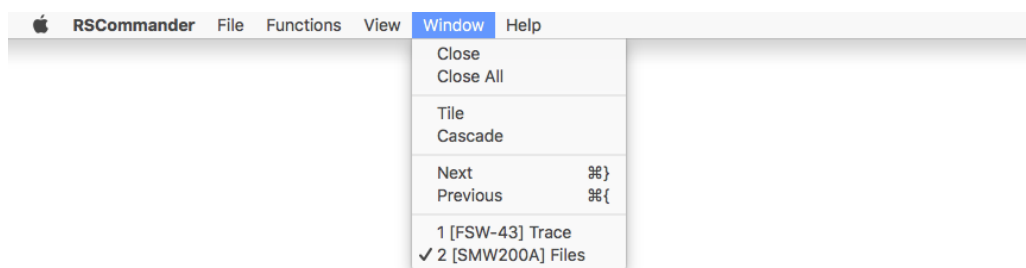 RSCommander File Functions View Window Help
Close
Close All
Tile
Cascade
Next ⌘}
Previous ⌘{
1 [FSW-43] Trace
✓ 2 [SMW200A] Files